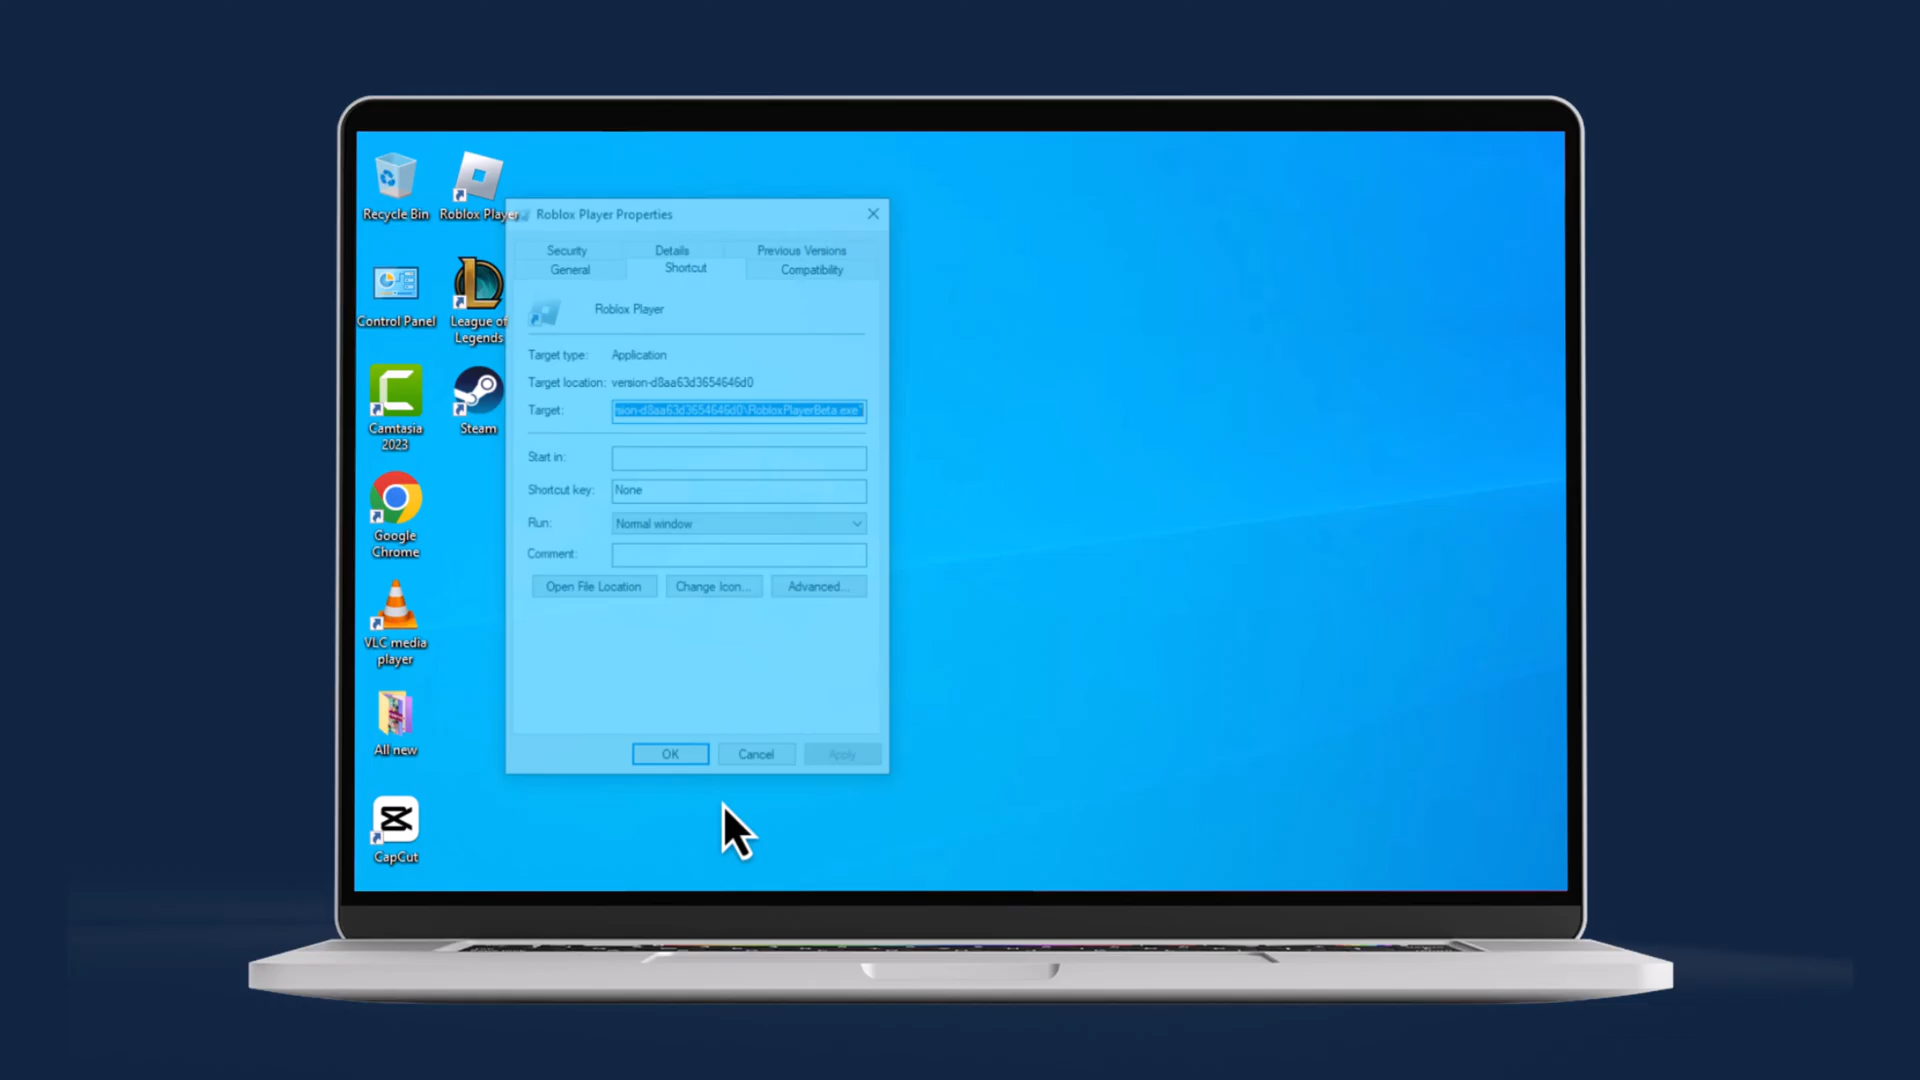 Recycle Bin
Roblox Player
Control Panel
League of
Legends
Camtasia
2023
Steam
Google
Chrome
VLC media
player
All new
CapCut
Roblox Player Properties
Security
Details
Previous Versions
General
Shortcut
Compatibility
Roblox Player
Target type:
Application
Target location:
version-d8aa63d3654646d0
Target:
sion-d8aa63d3654646d0\RobloxPlayerBeta.exe"
Start in:
Shortcut key:
None
Run:
Normal window
Comment:
Open File Location
Change Icon...
Advanced...
OK
Cancel
Apply